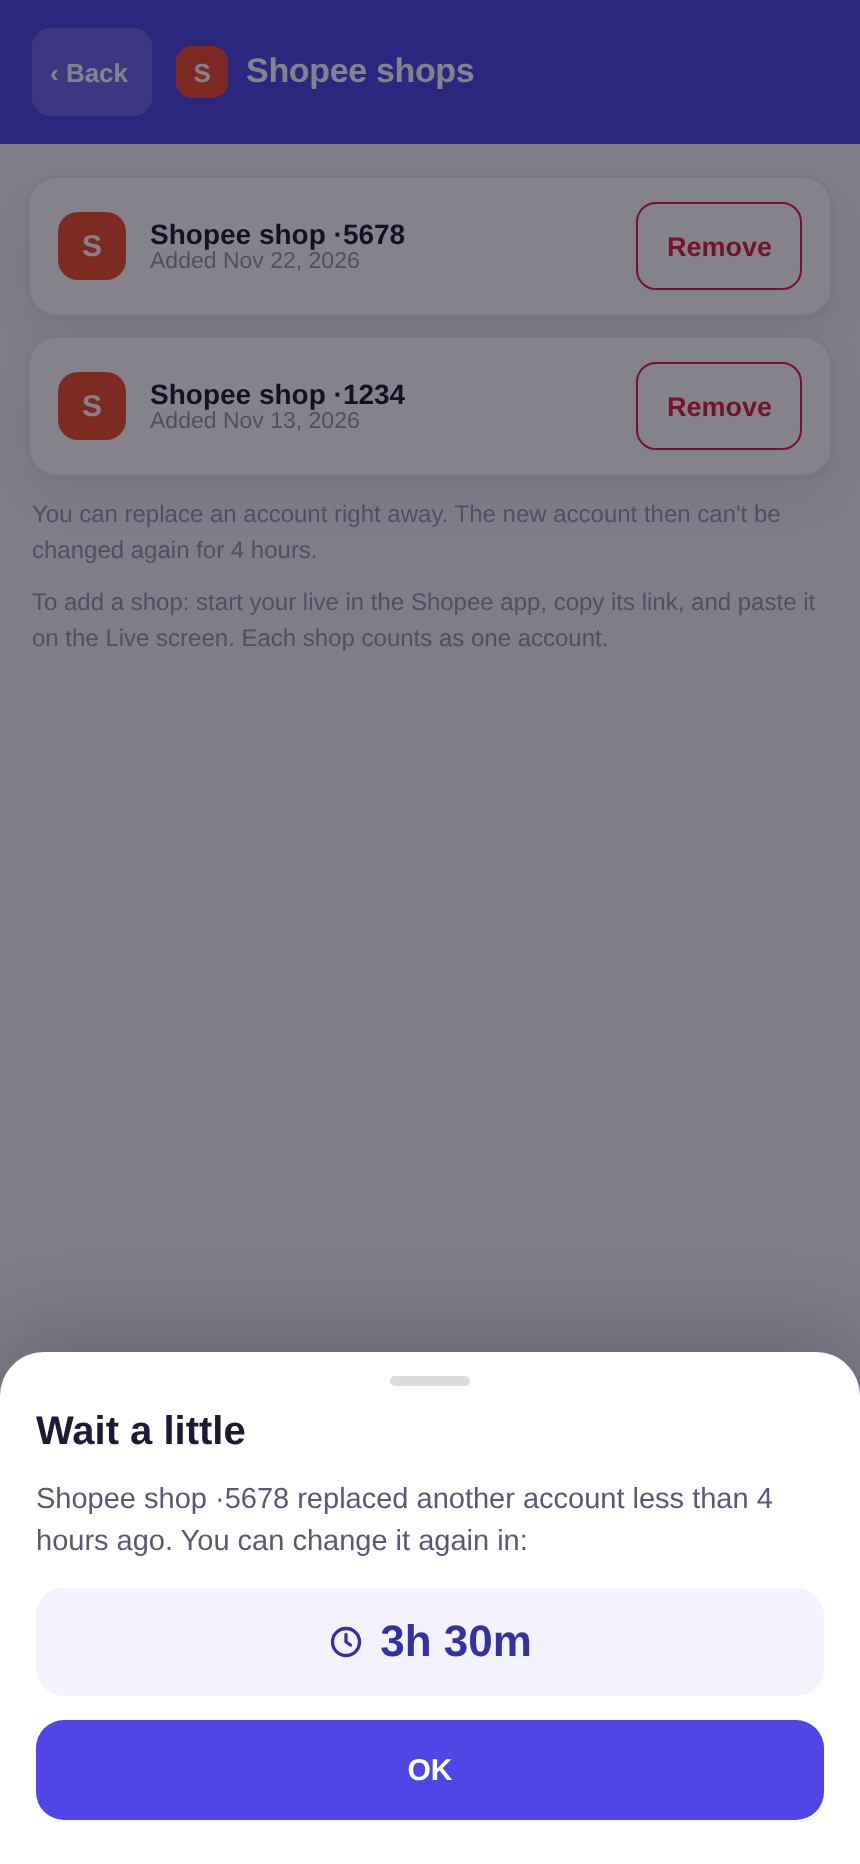 ‹ Back
S
Shopee shops
S
Shopee shop ·5678
Added Nov 22, 2026
Remove
S
Shopee shop ·1234
Added Nov 13, 2026
Remove
You can replace an account right away. The new account then can't be
changed again for 4 hours.
To add a shop: start your live in the Shopee app, copy its link, and paste it
on the Live screen. Each shop counts as one account.
Wait a little
Shopee shop ·5678 replaced another account less than 4
hours ago. You can change it again in:
3h 30m
OK